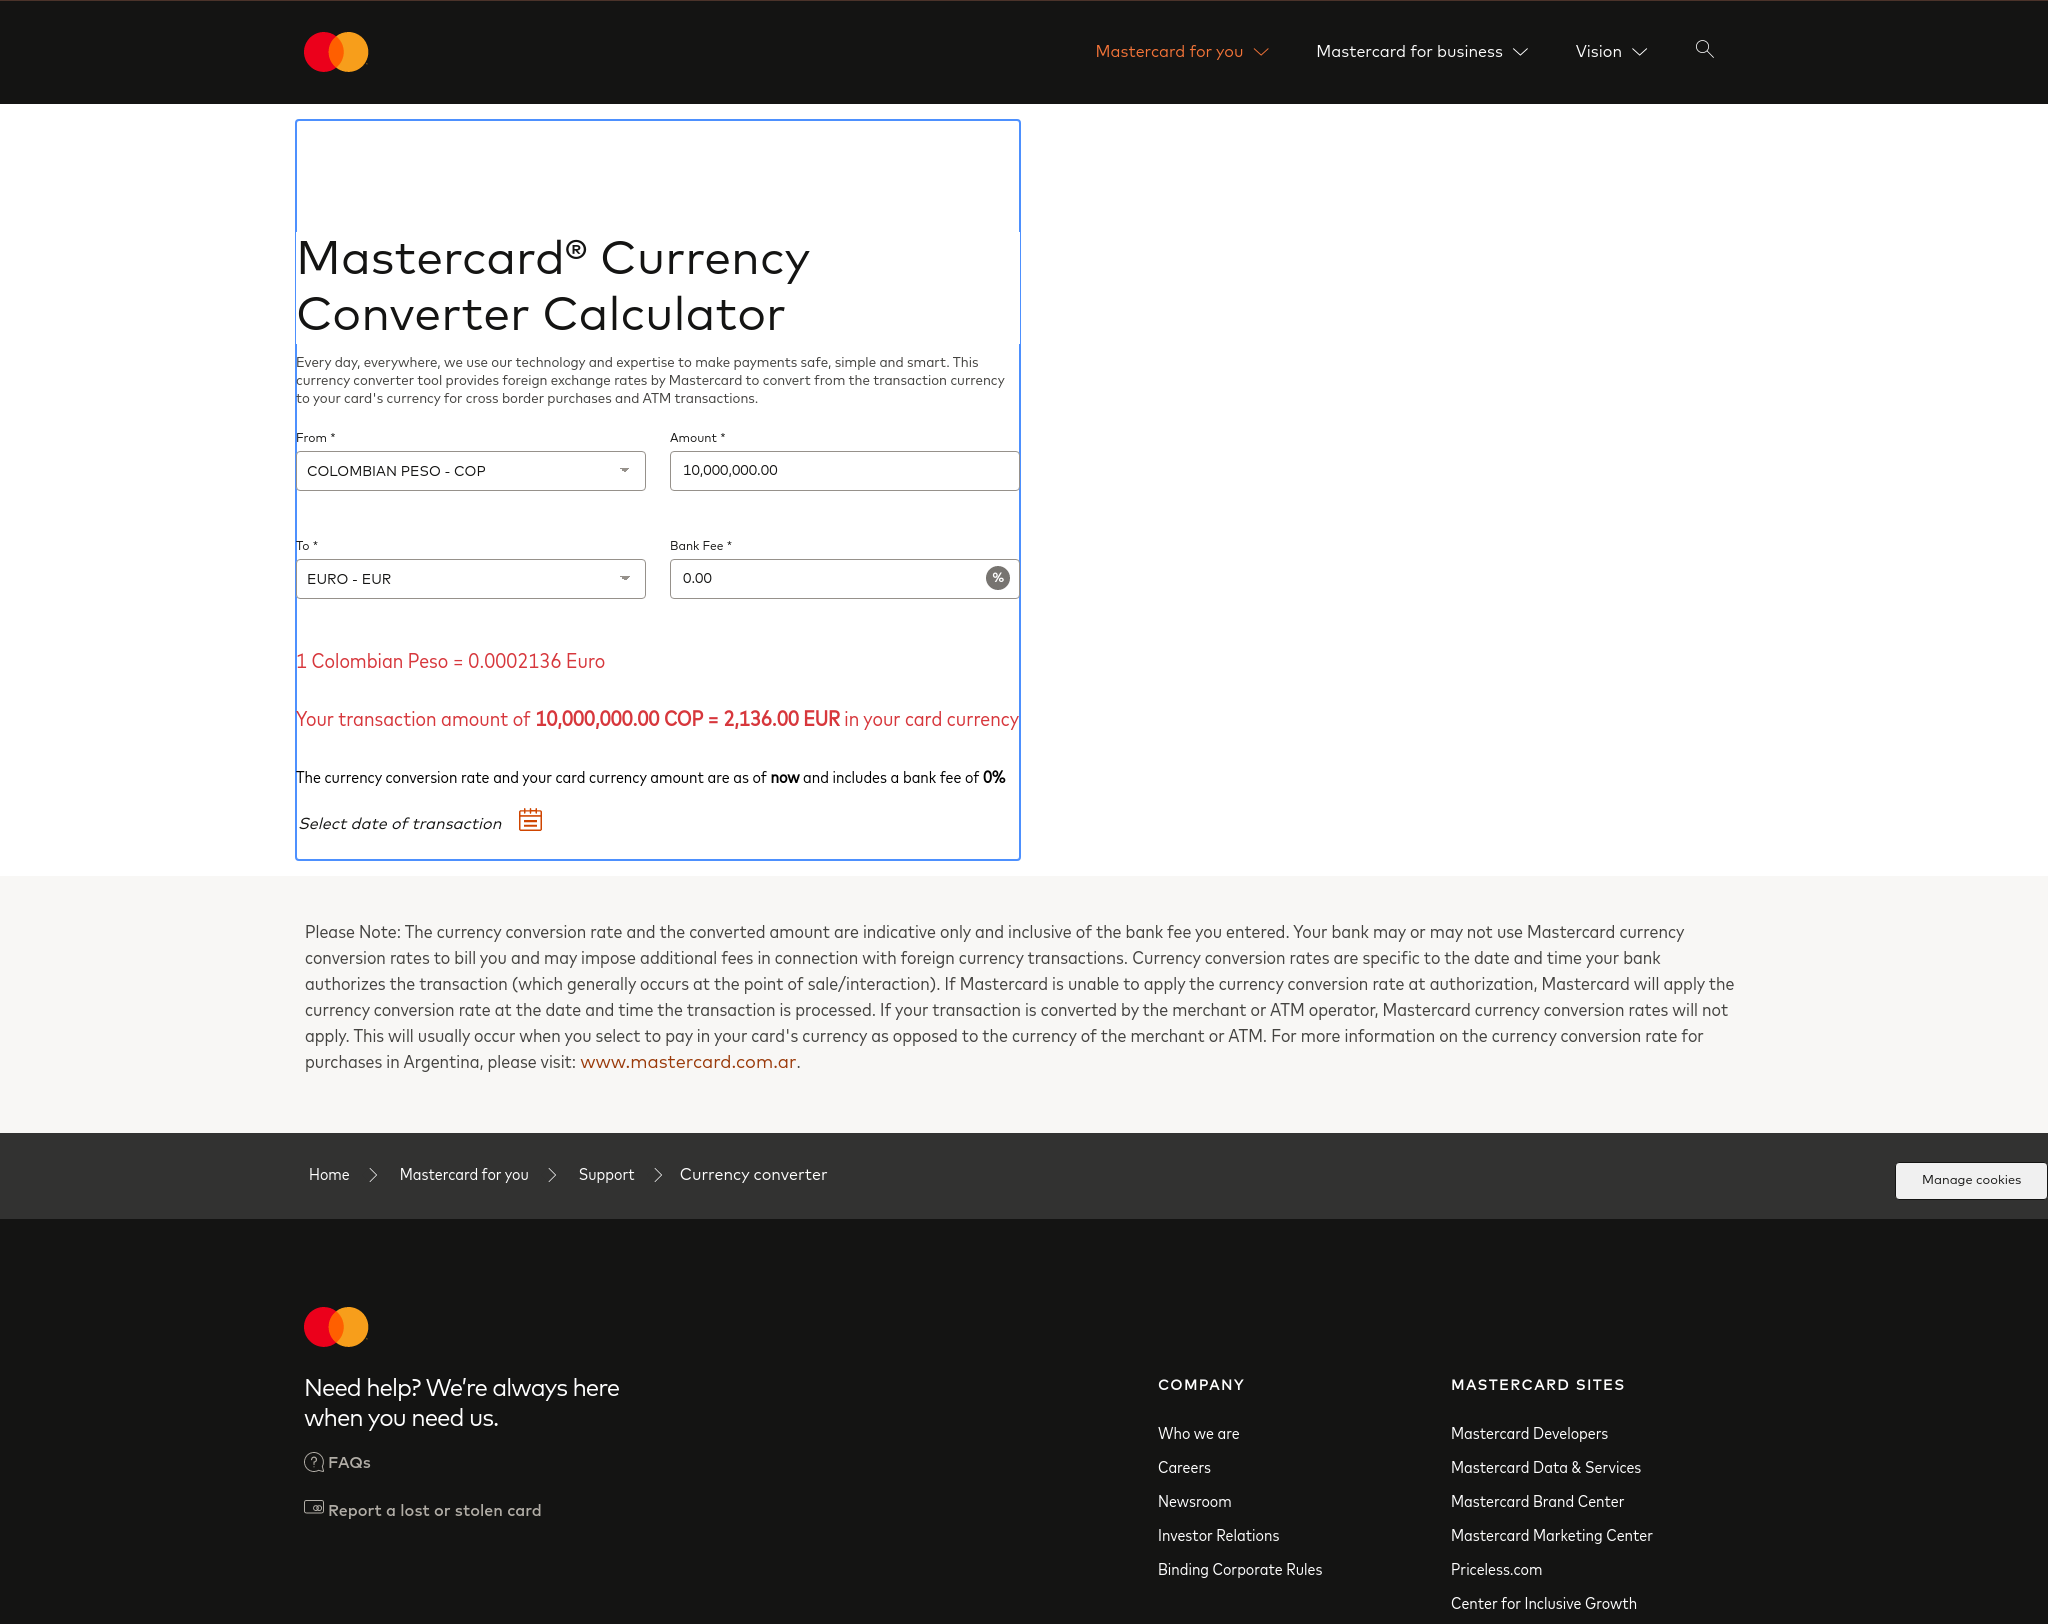 Mastercard for you
Mastercard for business
Vision
Mastercard® Currency
Converter Calculator
Every day, everywhere, we use our technology and expertise to make payments safe, simple and smart. This
currency converter tool provides foreign exchange rates by Mastercard to convert from the transaction currency
to your card's currency for cross border purchases and ATM transactions.
From *
Amount *
COLOMBIAN PESO - COP
10,000,000.00
To *
Bank Fee *
EURO - EUR
0.00
%
1 Colombian Peso = 0.0002136 Euro
Your transaction amount of 10,000,000.00 COP = 2,136.00 EUR in your card currency
The currency conversion rate and your card currency amount are as of now and includes a bank fee of 0%
Select date of transaction
Please Note: The currency conversion rate and the converted amount are indicative only and inclusive of the bank fee you entered. Your bank may or may not use Mastercard currency
conversion rates to bill you and may impose additional fees in connection with foreign currency transactions. Currency conversion rates are specific to the date and time your bank
authorizes the transaction (which generally occurs at the point of sale/interaction). If Mastercard is unable to apply the currency conversion rate at authorization, Mastercard will apply the
currency conversion rate at the date and time the transaction is processed. If your transaction is converted by the merchant or ATM operator, Mastercard currency conversion rates will not
apply. This will usually occur when you select to pay in your card's currency as opposed to the currency of the merchant or ATM. For more information on the currency conversion rate for
purchases in Argentina, please visit: www.mastercard.com.ar.
Home
Mastercard for you
Support
Currency converter
Manage cookies
Need help? We're always here
when you need us.
FAQs
Report a lost or stolen card
COMPANY
Who we are
Careers
Newsroom
Investor Relations
Binding Corporate Rules
MASTERCARD SITES
Mastercard Developers
Mastercard Data & Services
Mastercard Brand Center
Mastercard Marketing Center
Priceless.com
Center for Inclusive Growth